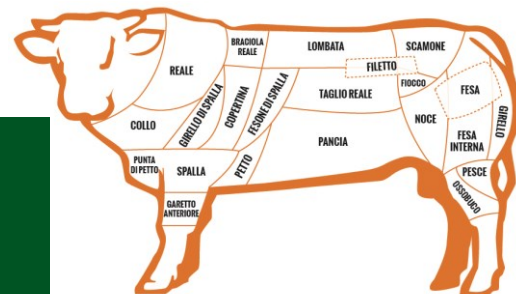 BRACIOLA
REALE
LOMBATA
SCAMONE
FILETTO
REALE
TAGLIO REALE
FIOCCO
FESA
GIRELLO DI SPALLA
COPERTINA
FESONE DI SPALLA
GIRELLO
COLLO
NOCE
PANCIA
FESA
INTERNA
PUNTA
DI PETTO
SPALLA
PETTO
PESCE
OSSOBUCO
GARETTO
ANTERIORE